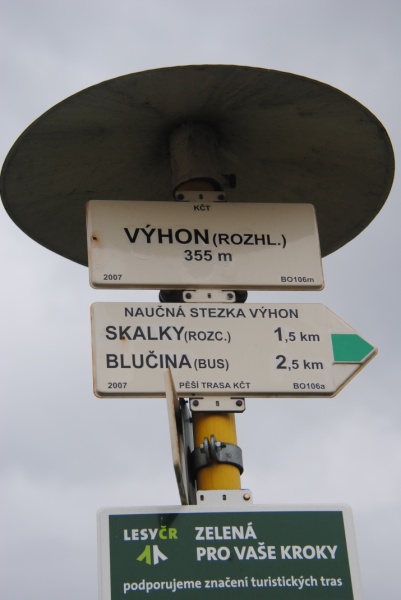 KČT
VÝHON (ROZHL.)
355 m
2007 BO106m
NAUČNÁ STEZKA VÝHON
SKALKY (ROZC.) 1,5 km
BLUČINA (BUS) 2,5 km
2007 PĚŠÍ TRASA KČT BO106a
LESYČR ZELENÁ
PRO VAŠE KROKY
podporujeme značení turistických tras